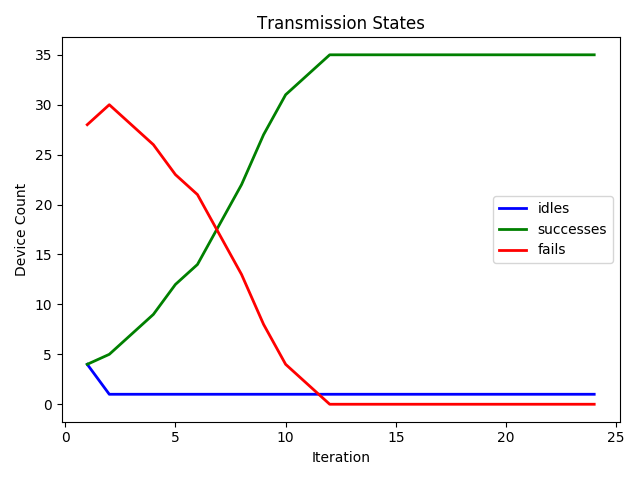 Transmission States
Device Count
35
30
25
20
15
10
5
0
idles
successes
fails
0 5 10 15 20 25
Iteration